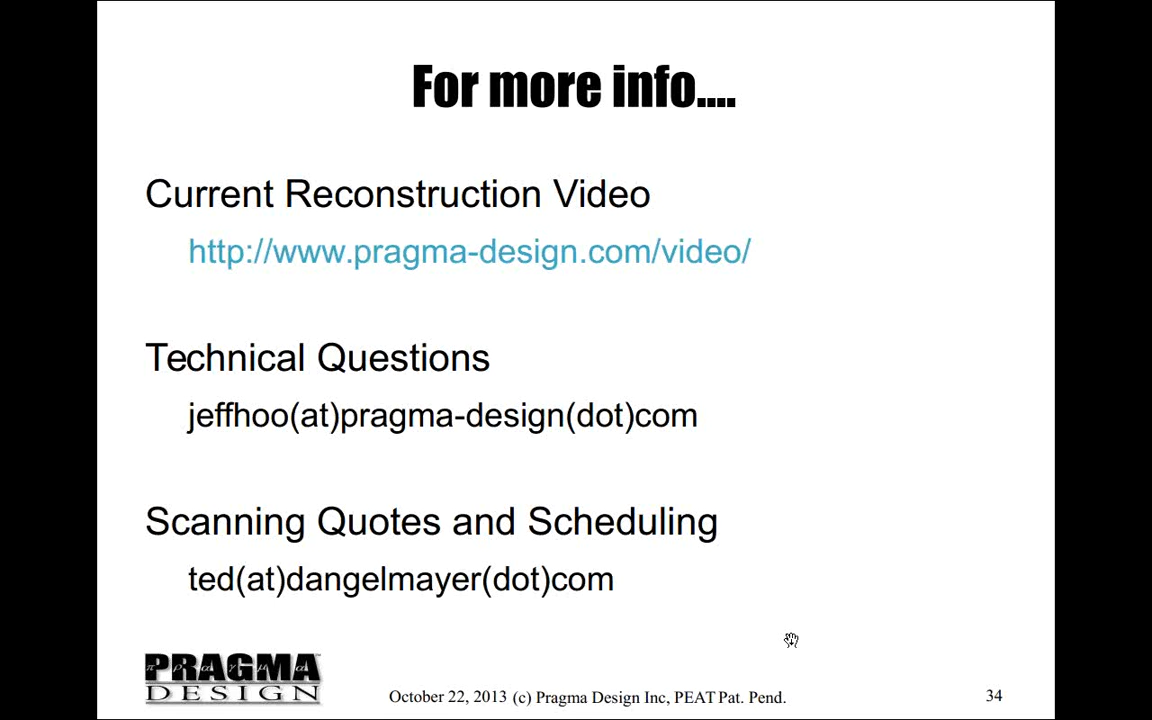 For more info....
Current Reconstruction Video
http://www.pragma-design.com/video/
Technical Questions
jeffhoo(at)pragma-design(dot)com
Scanning Quotes and Scheduling
ted(at)dangelmayer(dot)com
PRAGMA
DESIGN
October 22, 2013 (c) Pragma Design Inc, PEAT Pat. Pend.
34